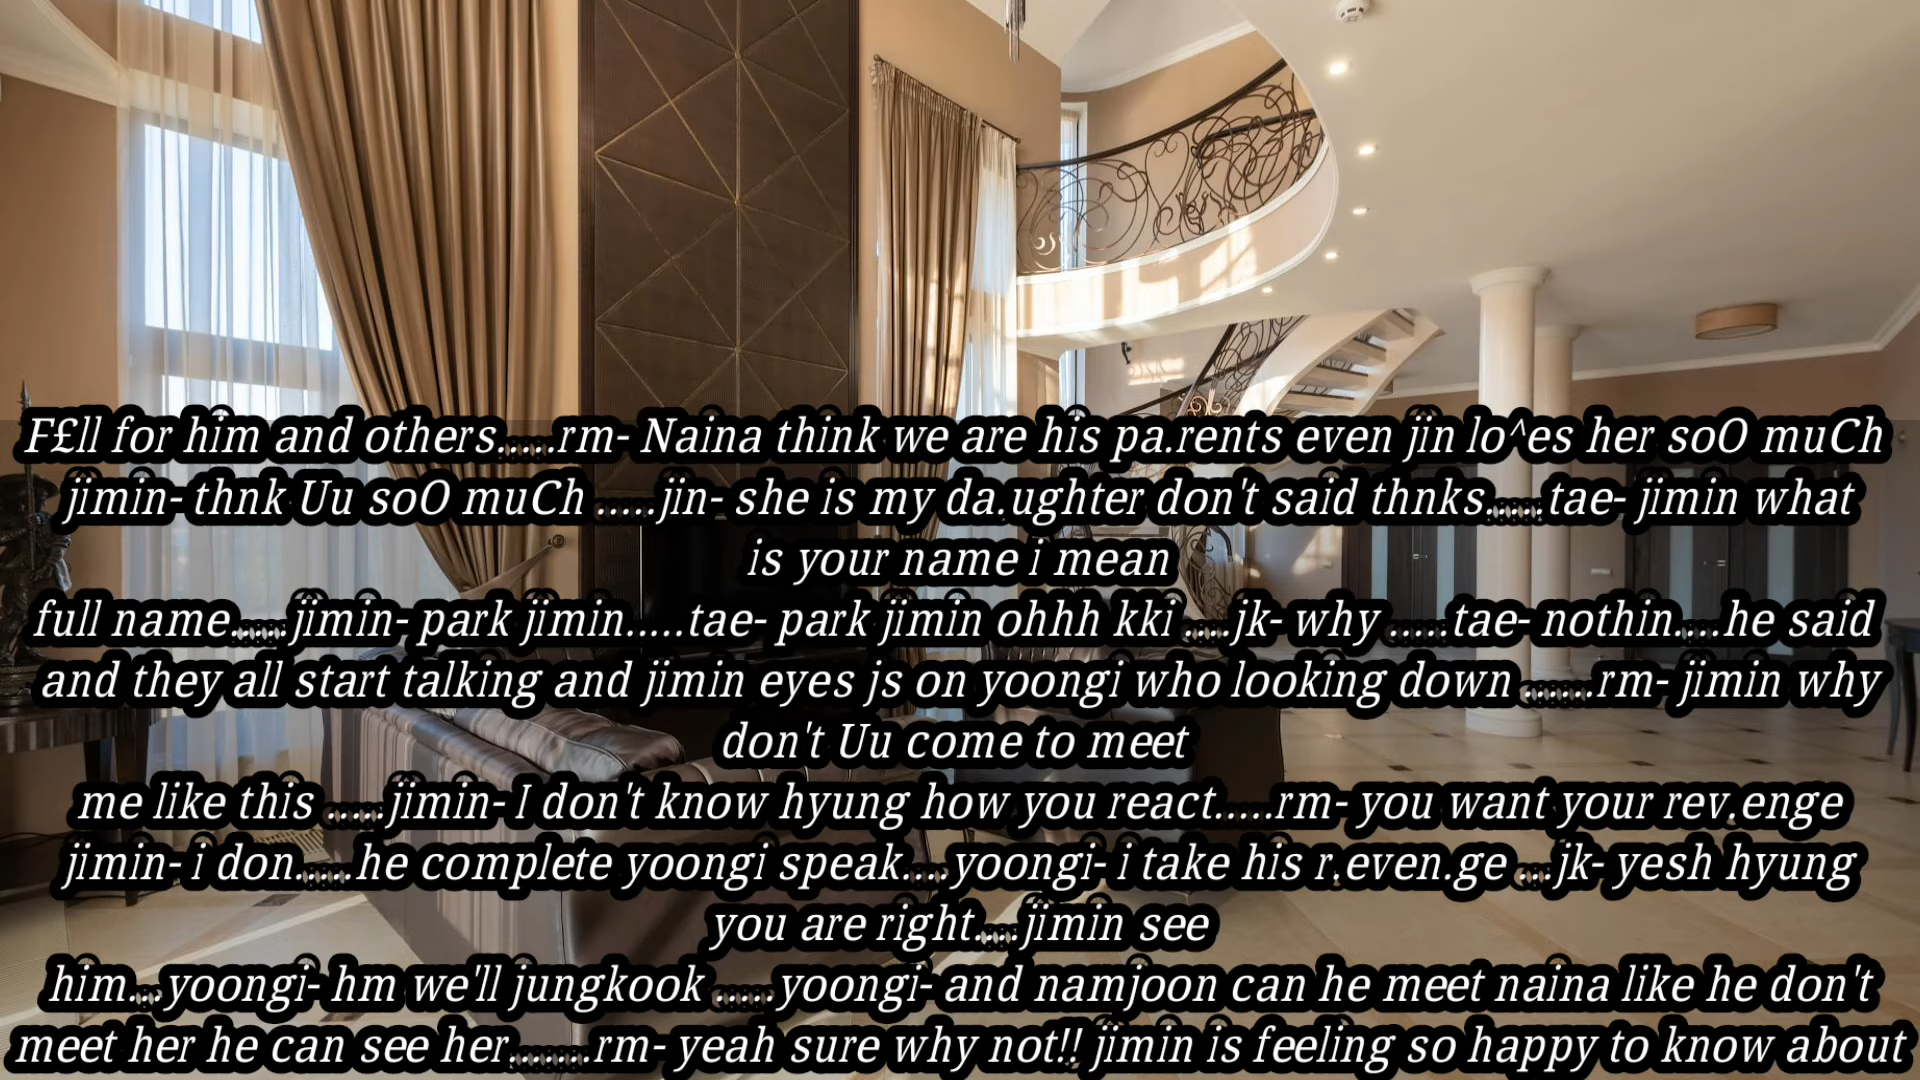 F£ll for him and others......rm- Naina think we are his pa.rents even jin lo^es her soO muCh
jimin- thnk Uu soO muCh .....jin- she is my da.ughter don't said thnks......tae- jimin what
is your name i mean
full name......jimin- park jimin.....tae- park jimin ohhh kki .....jk- why ......tae- nothin.....he said
and they all start talking and jimin eyes js on yoongi who looking down .......rm- jimin why
don't Uu come to meet
me like this ......jimin- I don't know hyung how you react.....rm- you want your rev.enge
jimin- i don......he complete yoongi speak.....yoongi- i take his r.even.ge ....jk- yesh hyung
you are right.....jimin see
him....yoongi- hm we'll jungkook ......yoongi- and namjoon can he meet naina like he don't
meet her he can see her........rm- yeah sure why not!! jimin is feeling so happy to know about